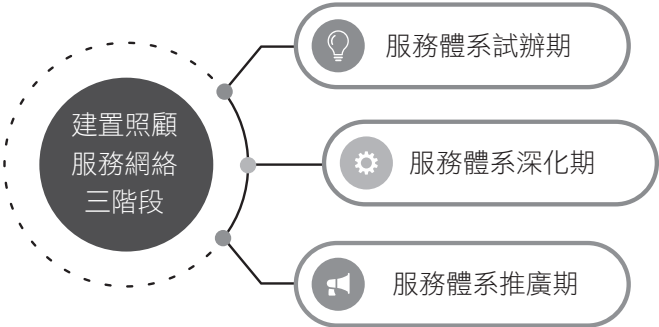 建置照顧
服務網絡
三階段
服務體系試辦期
服務體系深化期
服務體系推廣期